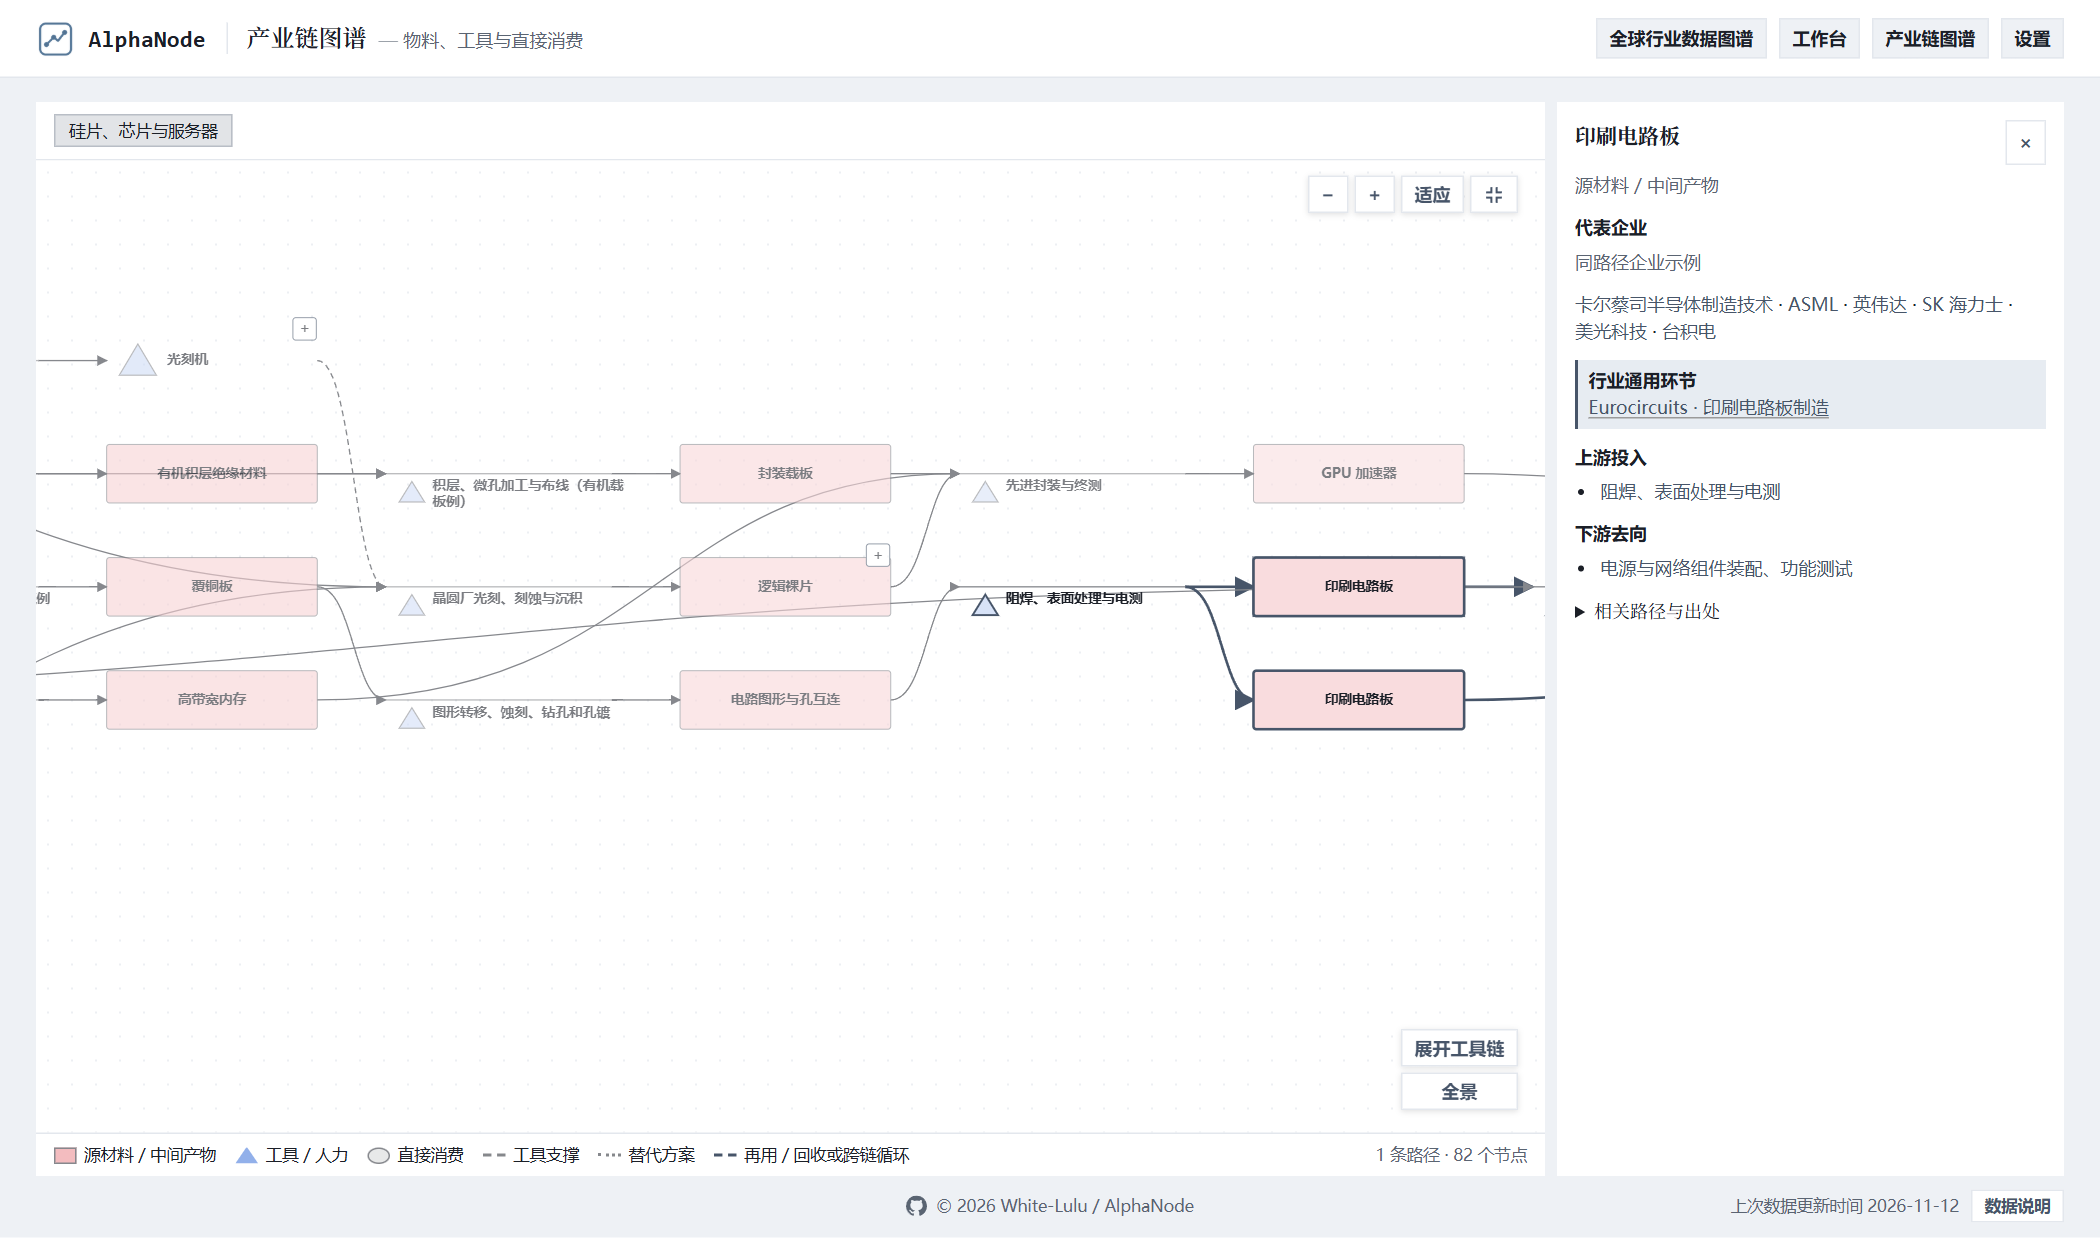 AlphaNode
产业链图谱 — 物料、工具与直接消费
全球行业数据图谱
工作台
产业链图谱
设置
硅片、芯片与服务器
−
+
适应
+
光刻机
有机积层绝缘材料
积层、微孔加工与布线（有机载
板例）
封装载板
先进封装与终测
GPU 加速器
例
覆铜板
晶圆厂光刻、刻蚀与沉积
+
逻辑裸片
阻焊、表面处理与电测
印刷电路板
高带宽内存
图形转移、蚀刻、钻孔和孔镀
电路图形与孔互连
印刷电路板
展开工具链
全景
源材料 / 中间产物
工具 / 人力
直接消费
工具支撑
替代方案
再用 / 回收或跨链循环
1 条路径 · 82 个节点
印刷电路板
×
源材料 / 中间产物
代表企业
同路径企业示例
卡尔蔡司半导体制造技术 · ASML · 英伟达 · SK 海力士 ·
美光科技 · 台积电
行业通用环节
Eurocircuits · 印刷电路板制造
上游投入
• 阻焊、表面处理与电测
下游去向
• 电源与网络组件装配、功能测试
▶ 相关路径与出处
© 2026 White-Lulu / AlphaNode
上次数据更新时间 2026-11-12
数据说明